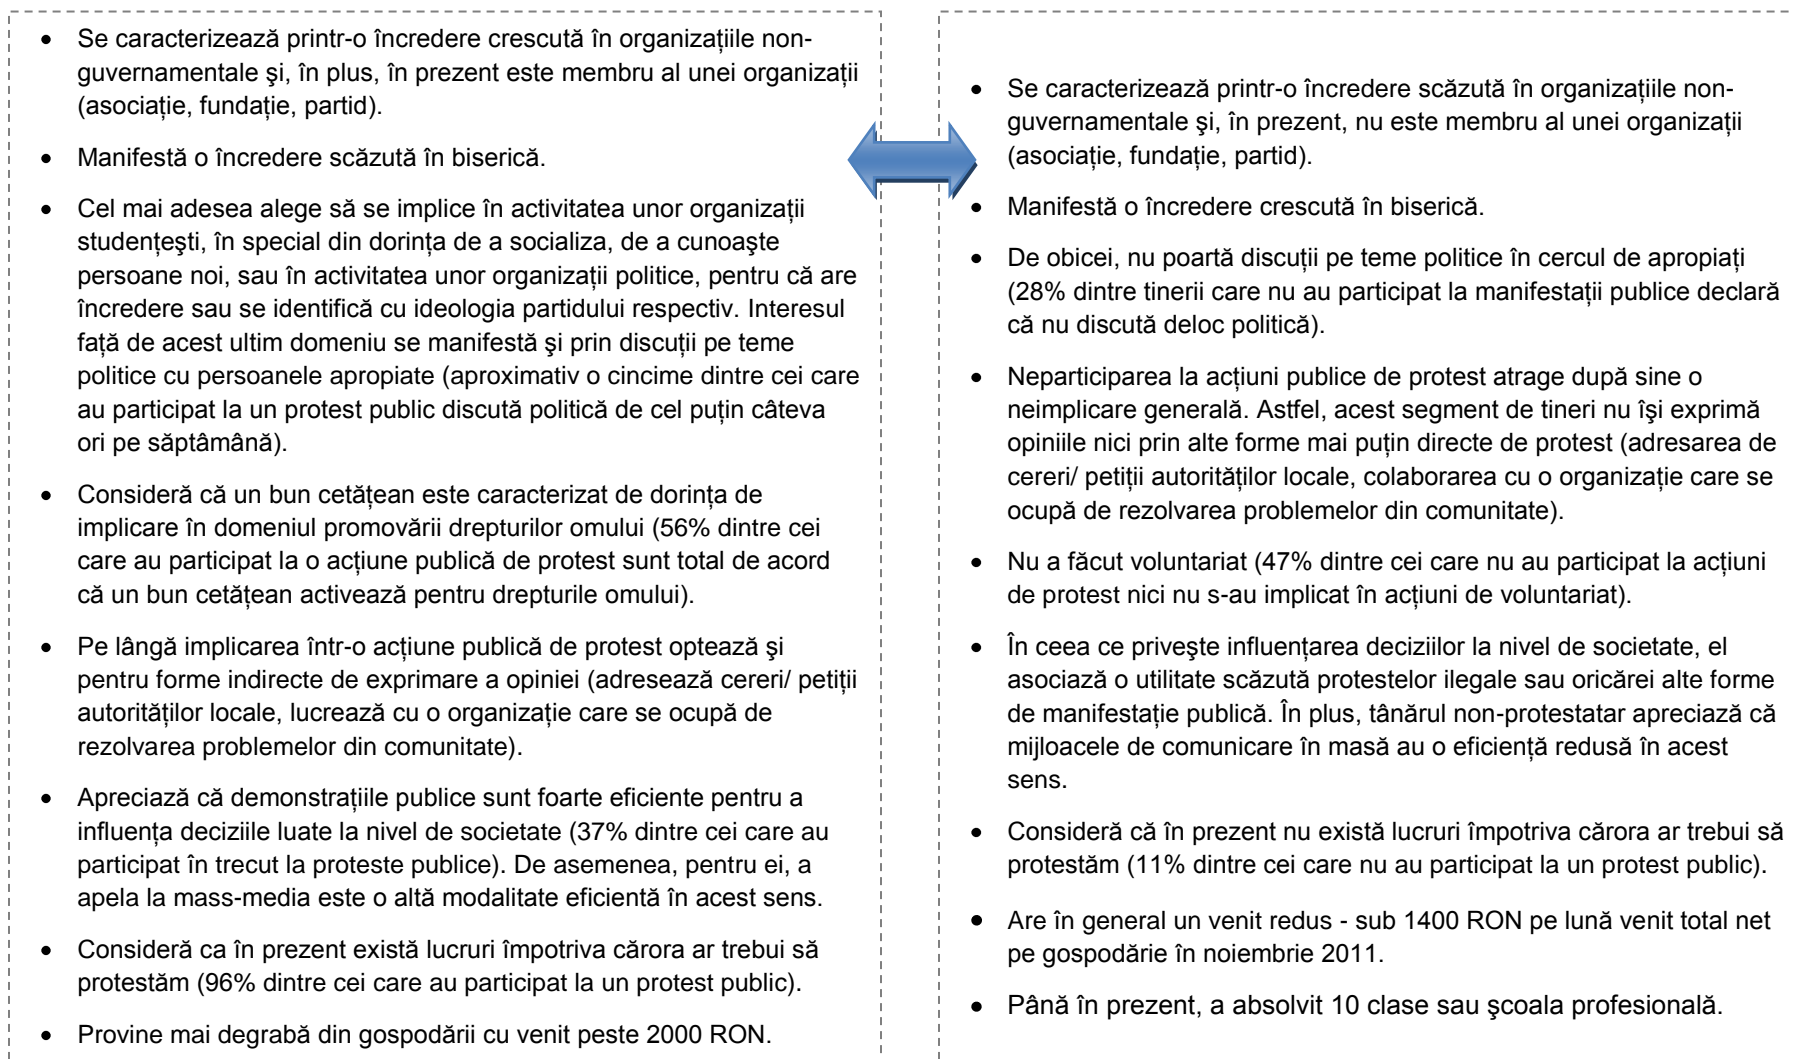 • Se caracterizează printr-o încredere crescută în organizațiile non-
guvernamentale şi, în plus, în prezent este membru al unei organizații
(asociație, fundație, partid).
• Manifestă o încredere scăzută în biserică.
• Cel mai adesea alege să se implice în activitatea unor organizații
studențeşti, în special din dorința de a socializa, de a cunoaşte
persoane noi, sau în activitatea unor organizații politice, pentru că are
încredere sau se identifică cu ideologia partidului respectiv. Interesul
față de acest ultim domeniu se manifestă şi prin discuții pe teme
politice cu persoanele apropiate (aproximativ o cincime dintre cei care
au participat la un protest public discută politică de cel puțin câteva
ori pe săptâmână).
• Consideră că un bun cetățean este caracterizat de dorința de
implicare în domeniul promovării drepturilor omului (56% dintre cei
care au participat la o acțiune publică de protest sunt total de acord
că un bun cetățean activează pentru drepturile omului).
• Pe lângă implicarea într-o acțiune publică de protest optează şi
pentru forme indirecte de exprimare a opiniei (adresează cereri/ petiții
autorităților locale, lucrează cu o organizație care se ocupă de
rezolvarea problemelor din comunitate).
• Apreciază că demonstrațiile publice sunt foarte eficiente pentru a
influența deciziile luate la nivel de societate (37% dintre cei care au
participat în trecut la proteste publice). De asemenea, pentru ei, a
apela la mass-media este o altă modalitate eficientă în acest sens.
• Consideră ca în prezent există lucruri împotriva cărora ar trebui să
protestăm (96% dintre cei care au participat la un protest public).
• Provine mai degrabă din gospodării cu venit peste 2000 RON.
• Se caracterizează printr-o încredere scăzută în organizațiile non-
guvernamentale şi, în prezent, nu este membru al unei organizații
(asociație, fundație, partid).
• Manifestă o încredere crescută în biserică.
• De obicei, nu poartă discuții pe teme politice în cercul de apropiați
(28% dintre tinerii care nu au participat la manifestații publice declară
că nu discută deloc politică).
• Neparticiparea la acțiuni publice de protest atrage după sine o
neimplicare generală. Astfel, acest segment de tineri nu îşi exprimă
opiniile nici prin alte forme mai puțin directe de protest (adresarea de
cereri/ petiții autorităților locale, colaborarea cu o organizație care se
ocupă de rezolvarea problemelor din comunitate).
• Nu a făcut voluntariat (47% dintre cei care nu au participat la acțiuni
de protest nici nu s-au implicat în acțiuni de voluntariat).
• În ceea ce priveşte influențarea deciziilor la nivel de societate, el
asociază o utilitate scăzută protestelor ilegale sau oricărei alte forme
de manifestație publică. În plus, tânărul non-protestatar apreciază că
mijloacele de comunicare în masă au o eficiență redusă în acest
sens.
• Consideră că în prezent nu există lucruri împotriva cărora ar trebui să
protestăm (11% dintre cei care nu au participat la un protest public).
• Are în general un venit redus - sub 1400 RON pe lună venit total net
pe gospodărie în noiembrie 2011.
• Până în prezent, a absolvit 10 clase sau şcoala profesională.